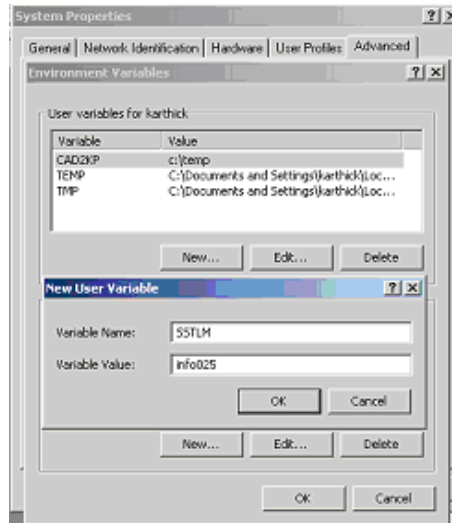 System Properties
General Network Identification Hardware User Profiles Advanced
Environment Variables
User variables for karthick
Variable Value
CAD2KP c:\temp
TEMP C:\Documents and Settings\karthick\Loc...
TMP C:\Documents and Settings\karthick\Loc...
New... Edit... Delete
New User Variable
Variable Name: SSTLM
Variable Value: info025
OK Cancel
New... Edit... Delete
OK Cancel